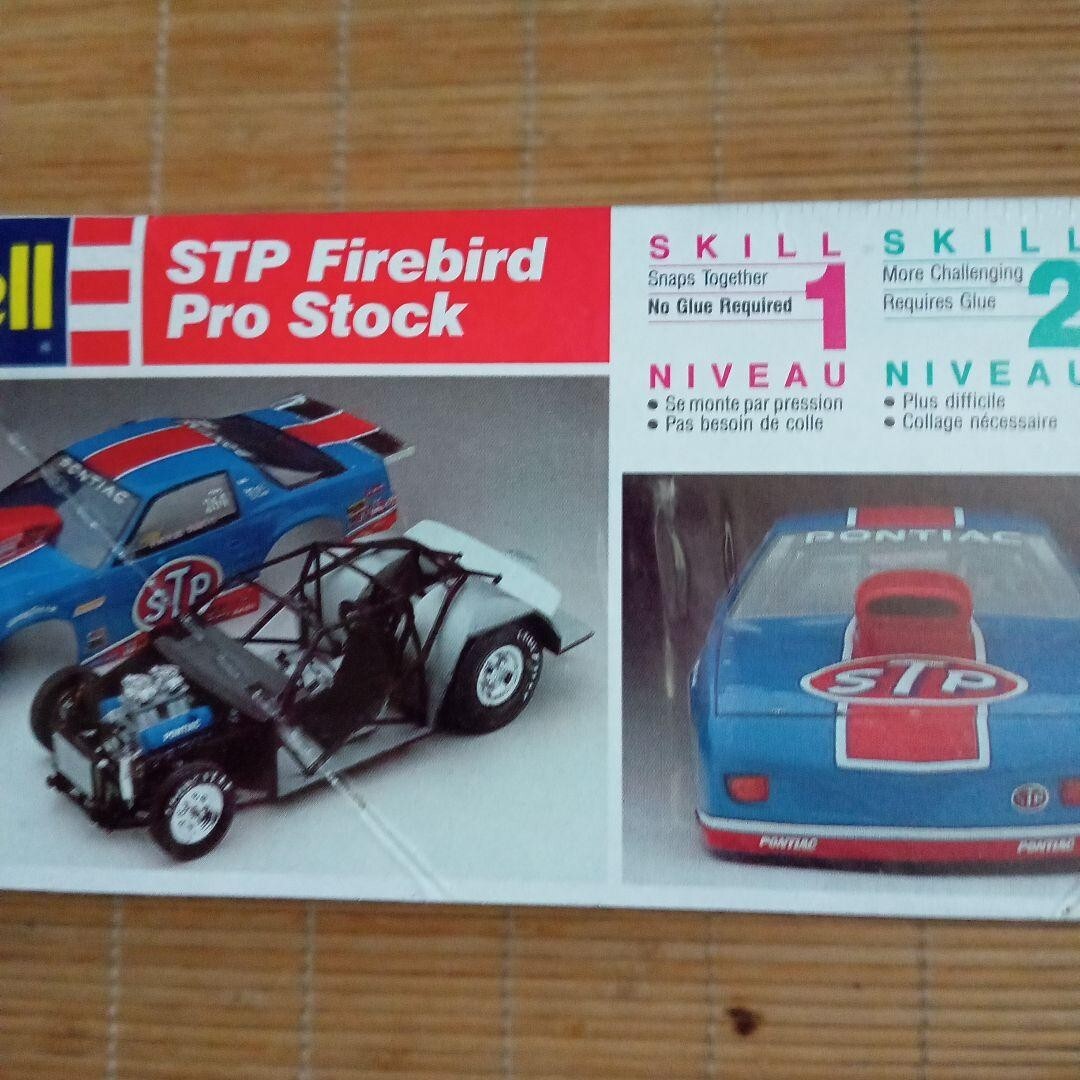 ell
STP Firebird
Pro Stock
SKILL 1
Snaps Together
No Glue Required
NIVEAU
• Se monte par pression
• Pas besoin de colle
SKILL 2
More Challenging
Requires Glue
NIVEAU
• Plus difficile
• Collage nécessaire
PONTIAC
STP
PONTIAC
PONTIAC
STP
STP
PONTIAC
PONTIAC